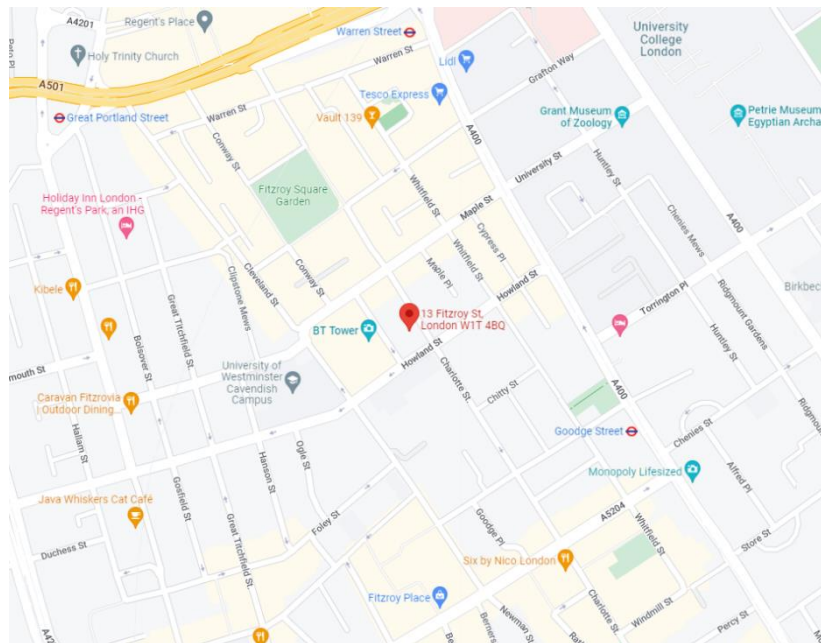 A4201
Regent's Place
Warren Street
University
College
London
Holy Trinity Church
Warren St
Lidl
Grafton Way
A501
Tesco Express
Great Portland Street
Warren St
Vault 139
A400
Grant Museum
of Zoology
Petrie Museum
Egyptian Archa
Conway St
University St
Huntley St
Fitzroy Square
Garden
Whitfield St
Maple St
Holiday Inn London -
Regent's Park, an IHG
Cypress Pl
Chenies Mews
A400
Whitfield St
Cleveland St
Conway St
Maple Pl
Howland St
Kibele
Clipstone Mews
Great Titchfield St
Torrington Pl
Ridgmount Gardens
Birkbec
13 Fitzroy St,
London W1T 4BQ
BT Tower
Bolsover St
Huntley St
Howland St
mouth St
University of
Westminster
Cavendish
Campus
Charlotte St
Chitty St
A400
Caravan Fitzrovia
Outdoor Dining...
Ridgmount
Hallam St
Goodge Street
Chenies St
Ogle St
Hanson St
Monopoly Lifesized
Alfred Pl
Gosfield St
Java Whiskers Cat Café
Great Titchfield St.
Foley St
Goodge Pl
A5204
Whitfield St
Store St
Duchess St
Six by Nico London
Fitzroy Place
Charlotte St.
Windmill St
Newman St
Percy St